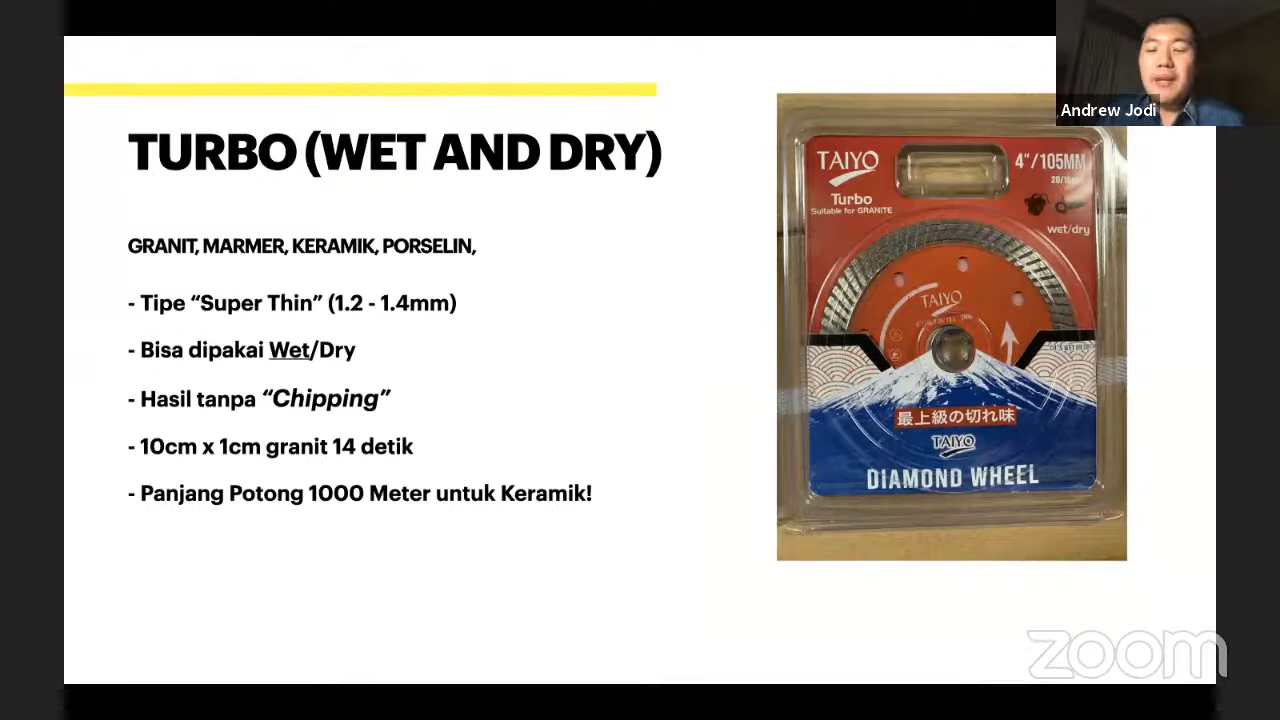 Andrew Jodi
TURBO (WET AND DRY)
GRANIT, MARMER, KERAMIK, PORSELIN,
- Tipe “Super Thin” (1.2 - 1.4mm)
- Bisa dipakai Wet/Dry
- Hasil tanpa “Chipping”
- 10cm x 1cm granit 14 detik
- Panjang Potong 1000 Meter untuk Keramik!
TAIYO
4"/105MM
Turbo
Suitable for GRANITE
wet/dry
TAIYO
最上級の切れ味
TAIYO
DIAMOND WHEEL
zoom